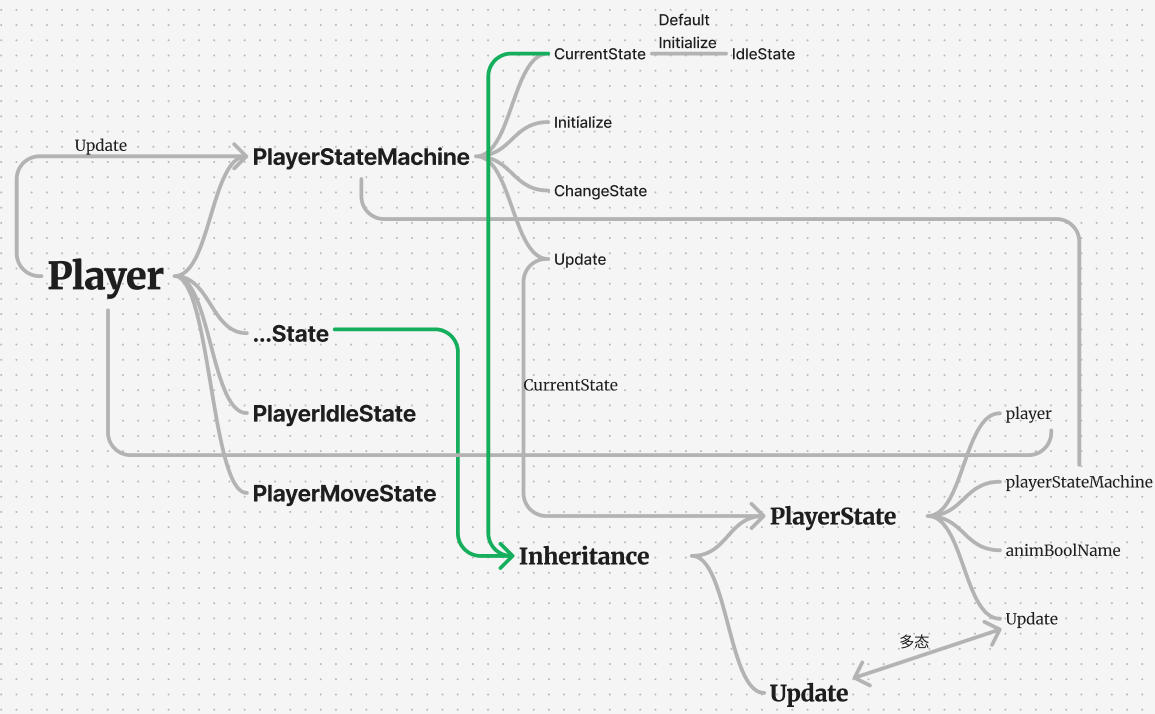 Default
Initialize
CurrentState
IdleState
Initialize
Update
PlayerStateMachine
ChangeState
Update
Player
...State
CurrentState
PlayerIdleState
player
playerStateMachine
PlayerMoveState
PlayerState
animBoolName
Inheritance
Update
多态
Update